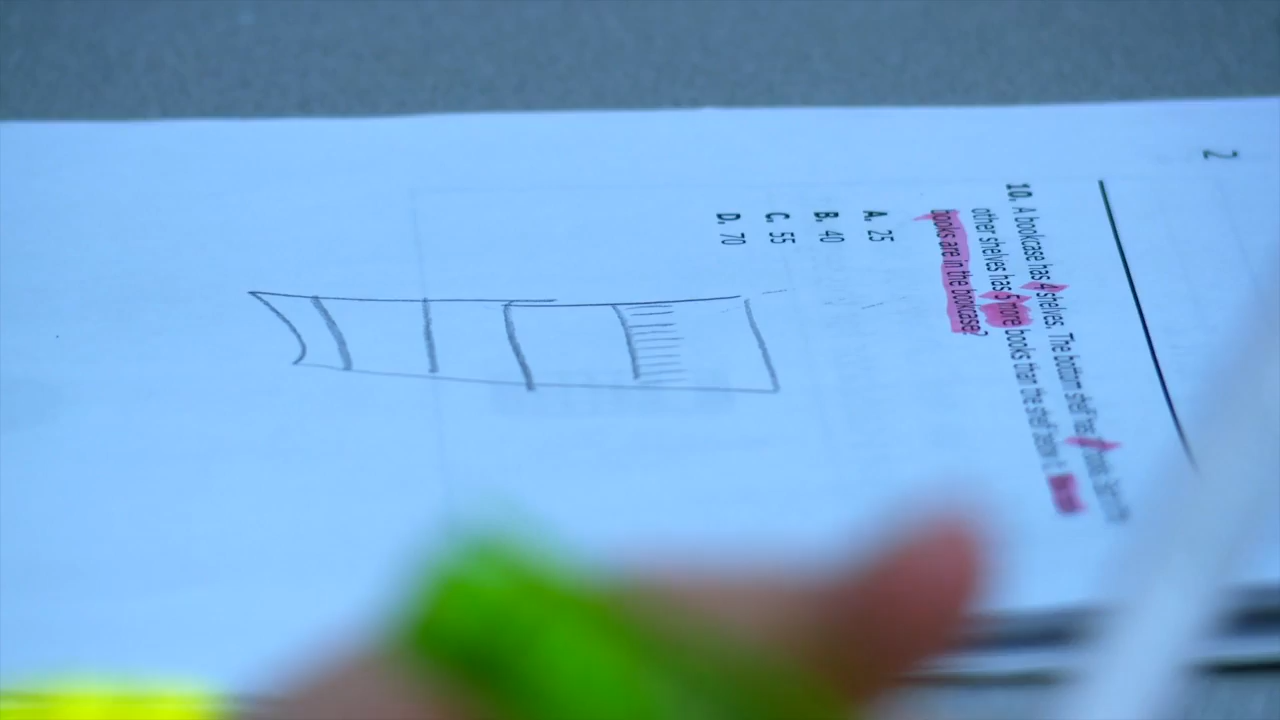 2
10. A bookcase has 4 shelves. The bottom shelf has
other shelves has 5 more books than the shelf below it.
books are in the bookcase?
A. 25
B. 40
C. 55
D. 70